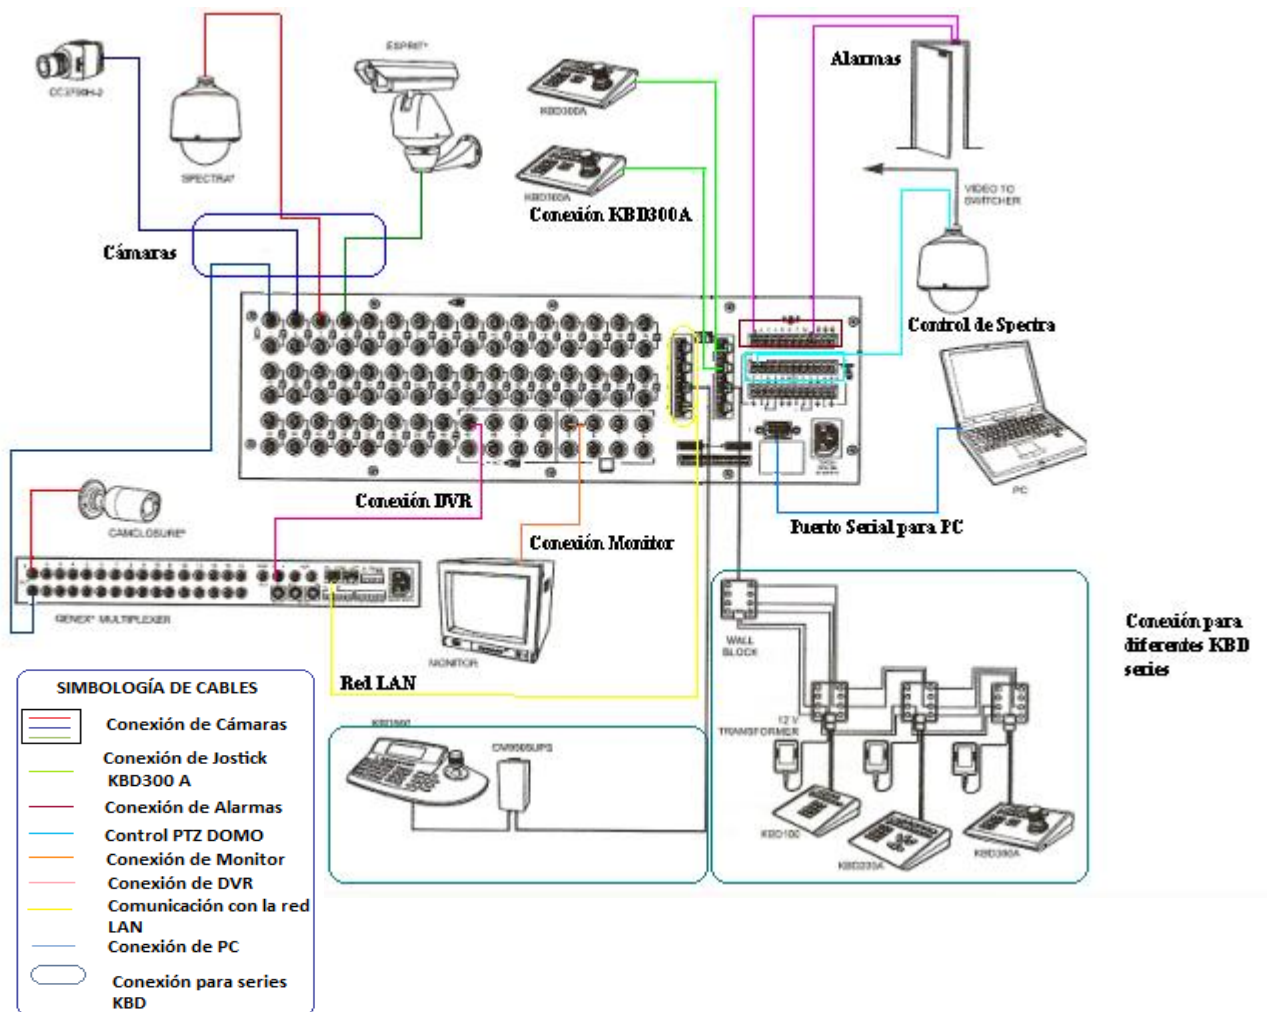 ESPRIT®
CC3700H-2
SPECTRA®
KBD300A
KBD300A
Conexión KBD300A
Alarmas
VIDEO TO
SWITCHER
Cámaras
Control de Spectra
PC
Conexión DVR
Conexión Monitor
Puerto Serial para PC
CAMCLOSURE®
GENEX® MULTIPLEXER
MONITOR
Red LAN
WALL
BLOCK
12 V
TRANSFORMER
KBD100
KBD200A
KBD300A
Conexión para
diferentes KBD
series
CM9505UPS
SIMBOLOGÍA DE CABLES
Conexión de Cámaras
Conexión de Jostick
KBD300 A
Conexión de Alarmas
Control PTZ DOMO
Conexión de Monitor
Conexión de DVR
Comunicación con la red
LAN
Conexión de PC
Conexión para series
KBD